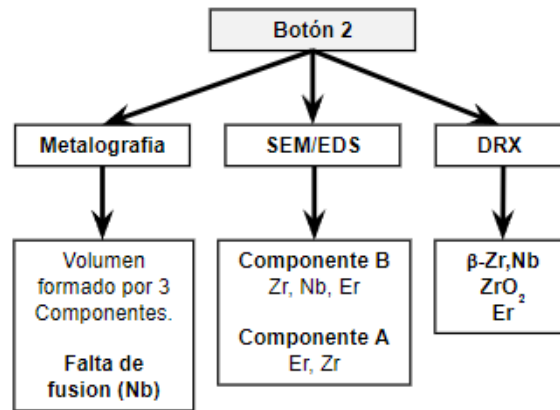 Botón 2
Metalografia
SEM/EDS
DRX
Volumen
formado por 3
Componentes.
Falta de
fusion (Nb)
Componente B
Zr, Nb, Er
Componente A
Er, Zr
β-Zr,Nb
ZrO₂
Er